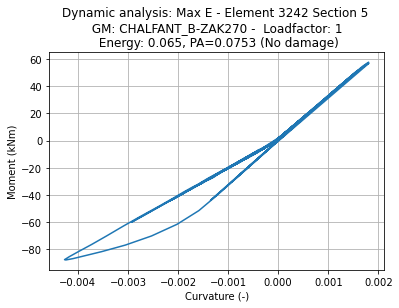 Dynamic analysis: Max E - Element 3242 Section 5
GM: CHALFANT_B-ZAK270 - Loadfactor: 1
Energy: 0.065, PA=0.0753 (No damage)
60
40
20
0
−20
−40
−60
−80
Moment (kNm)
−0.004 −0.003 −0.002 −0.001 0.000 0.001 0.002
Curvature (-)